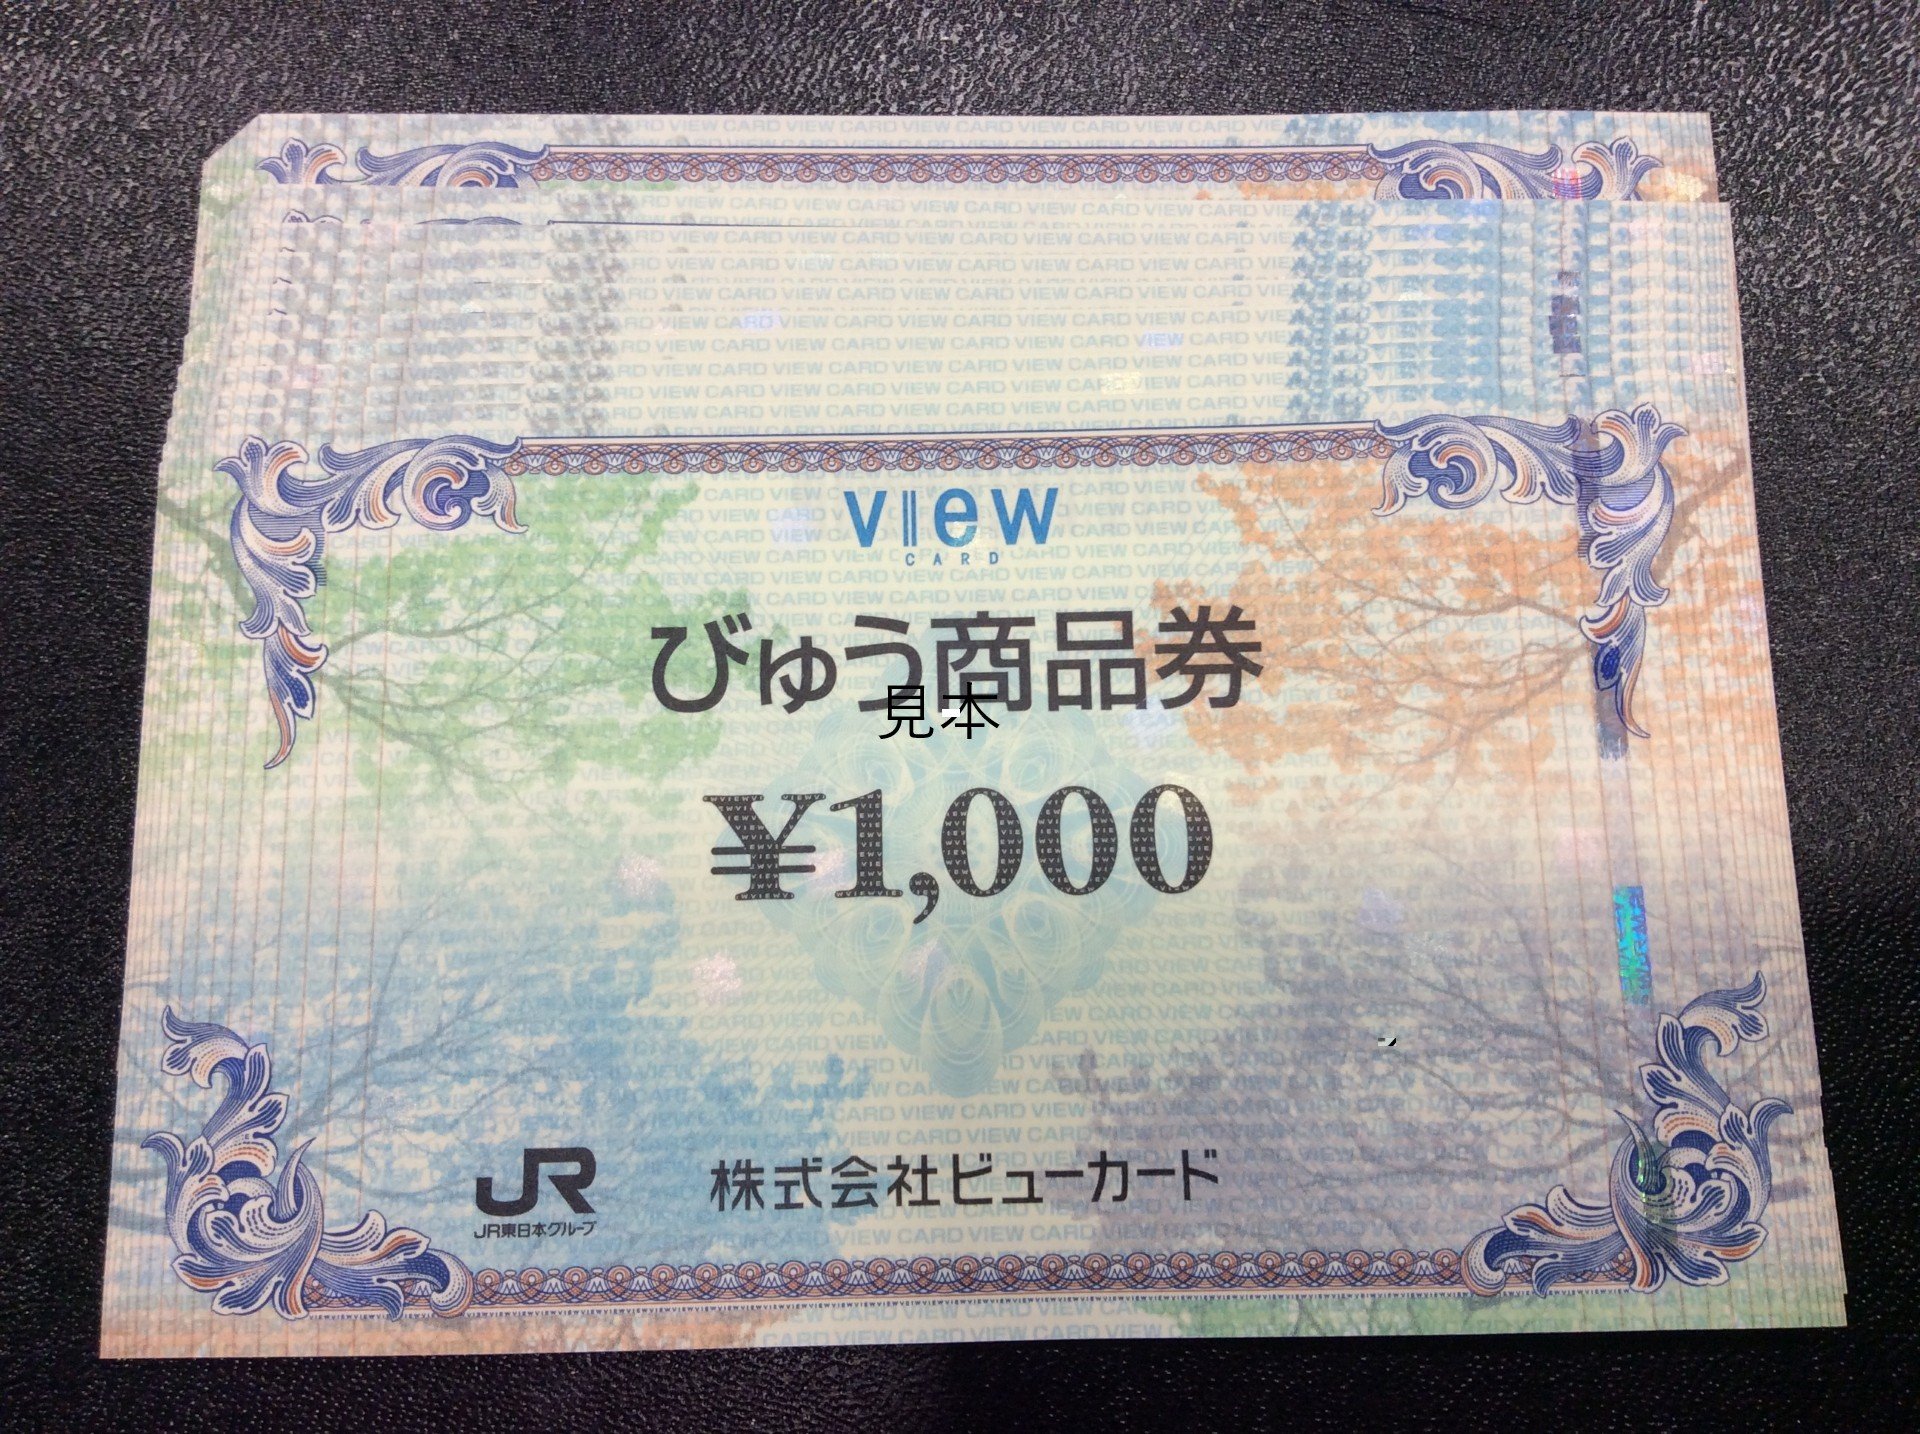 VIEW
CARD
びゅう商品券
見本
¥1,000
JR
JR東日本グループ
株式会社ビューカード